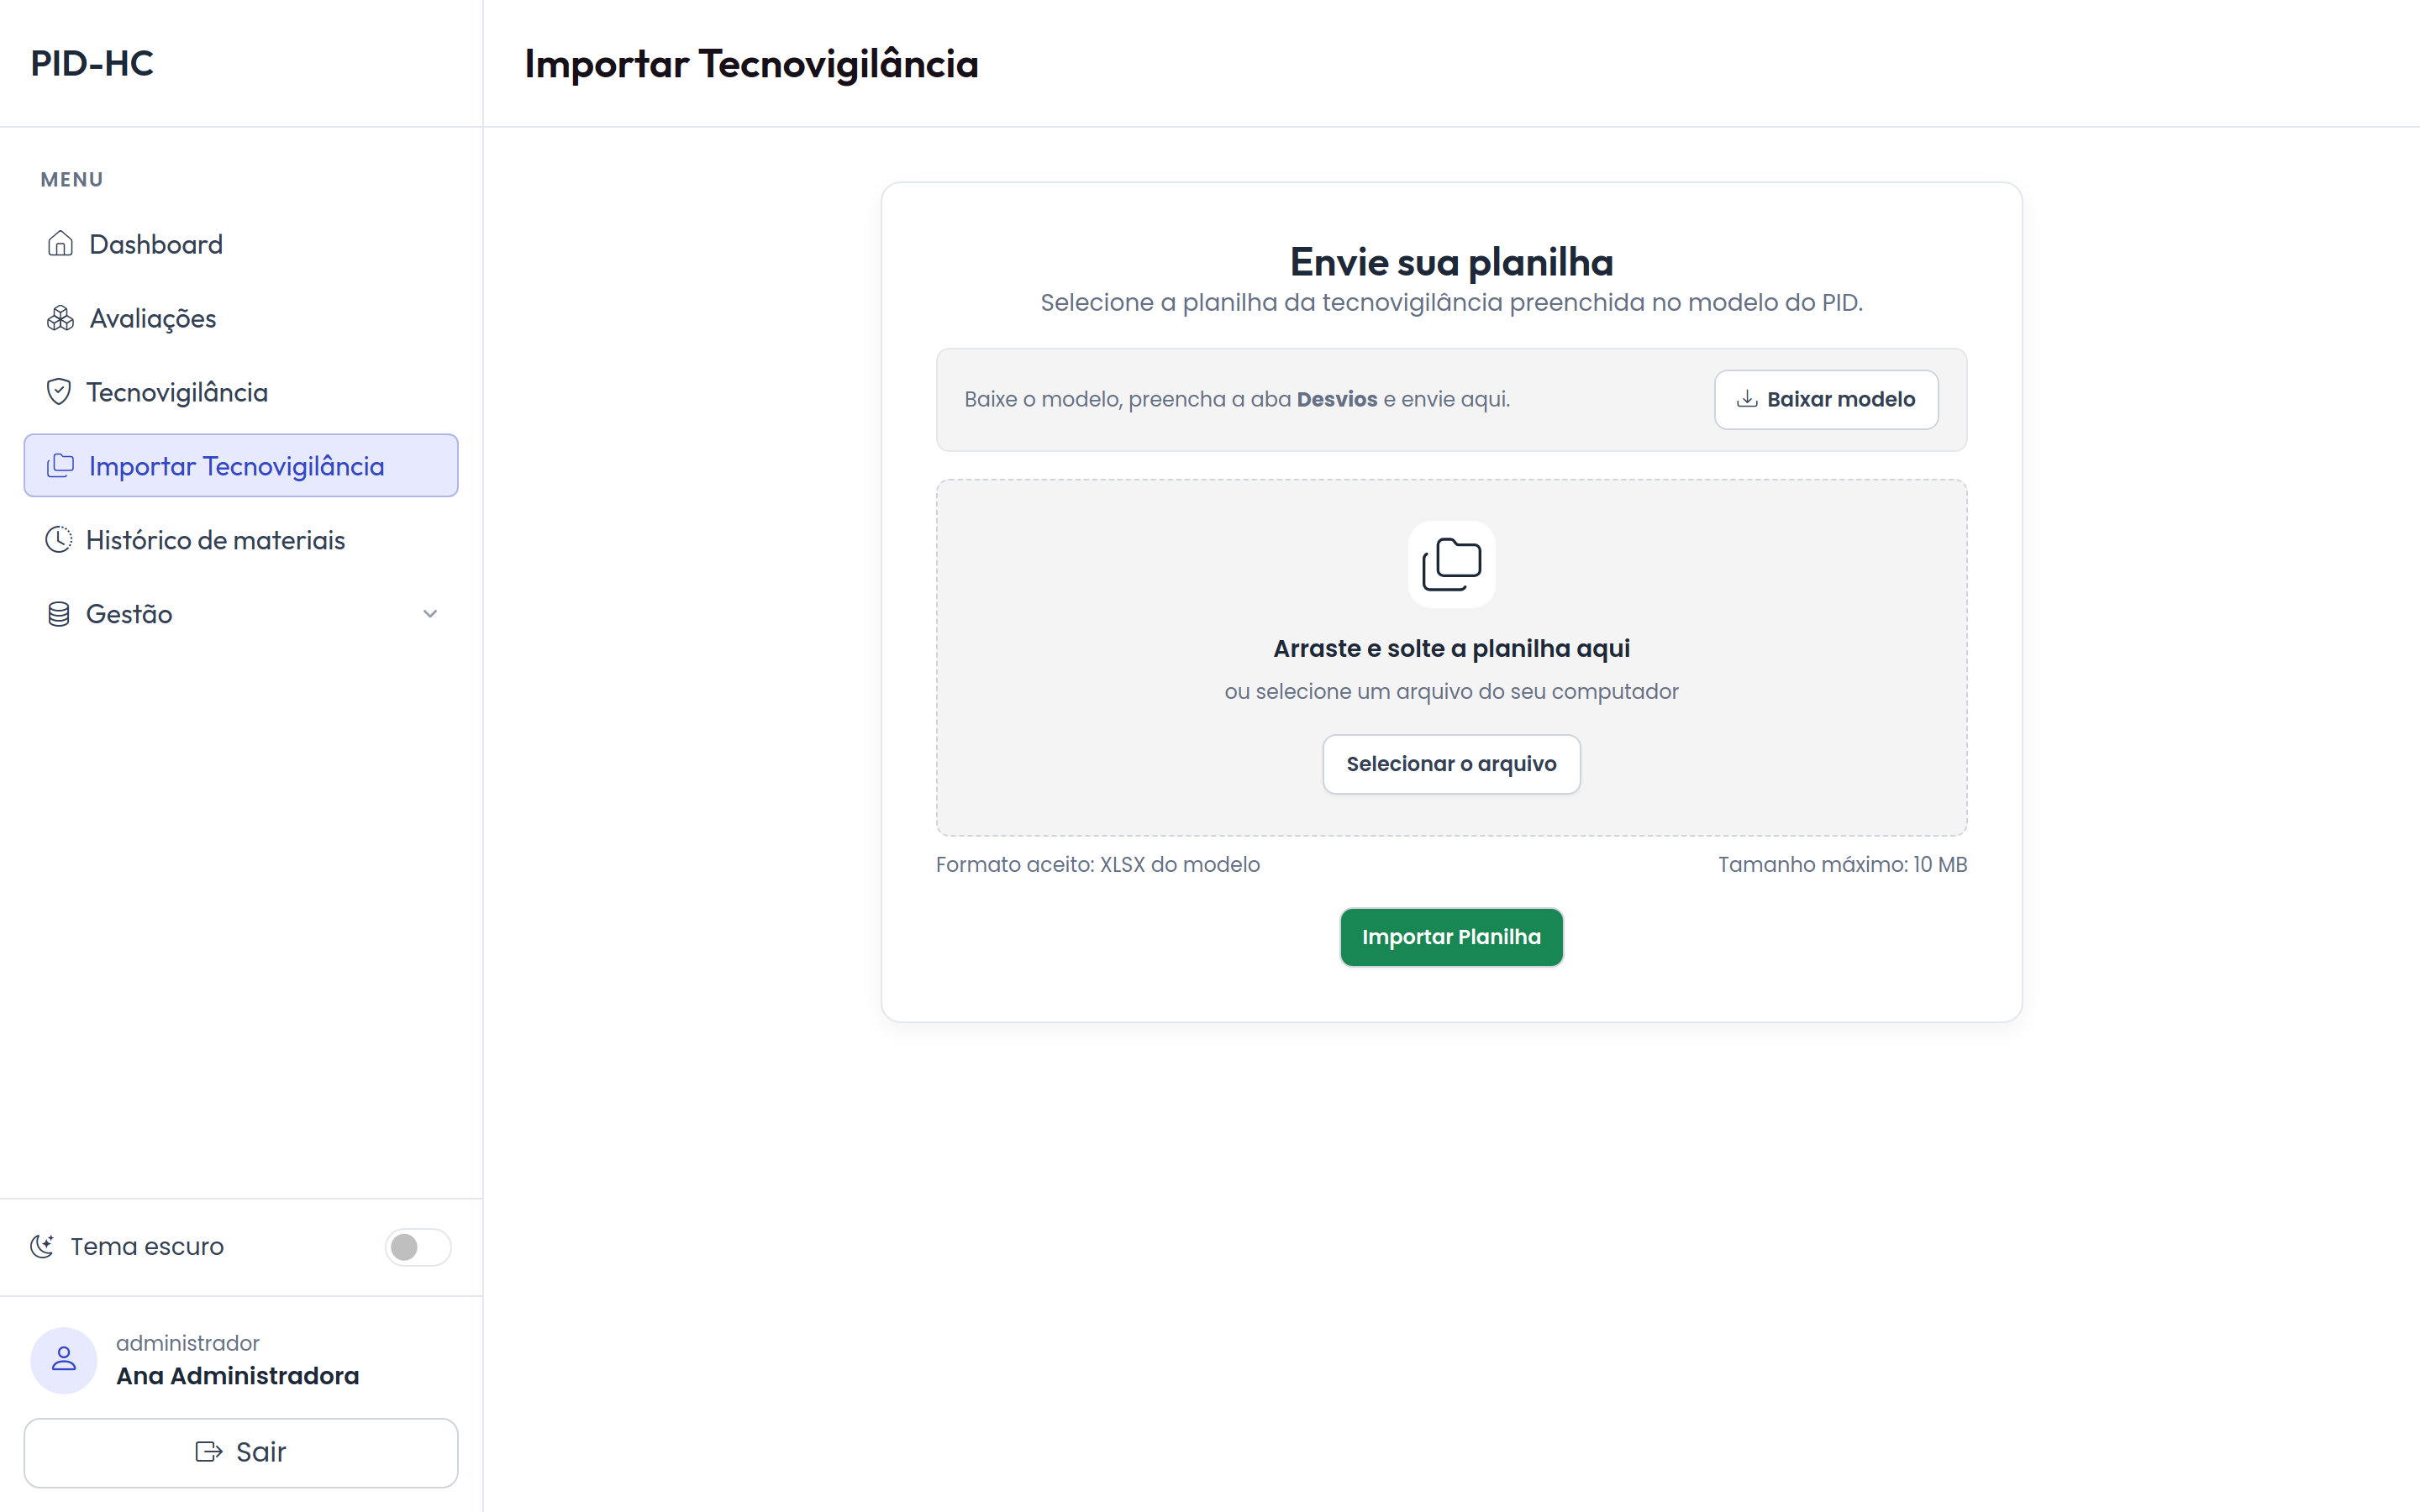 PID-HC
Importar Tecnovigilância
MENU
Dashboard
Avaliações
Tecnovigilância
Importar Tecnovigilância
Histórico de materiais
Gestão
Envie sua planilha
Selecione a planilha da tecnovigilância preenchida no modelo do PID.
Baixe o modelo, preencha a aba Desvios e envie aqui.
Baixar modelo
Arraste e solte a planilha aqui
ou selecione um arquivo do seu computador
Selecionar o arquivo
Formato aceito: XLSX do modelo
Tamanho máximo: 10 MB
Importar Planilha
Tema escuro
administrador
Ana Administradora
Sair